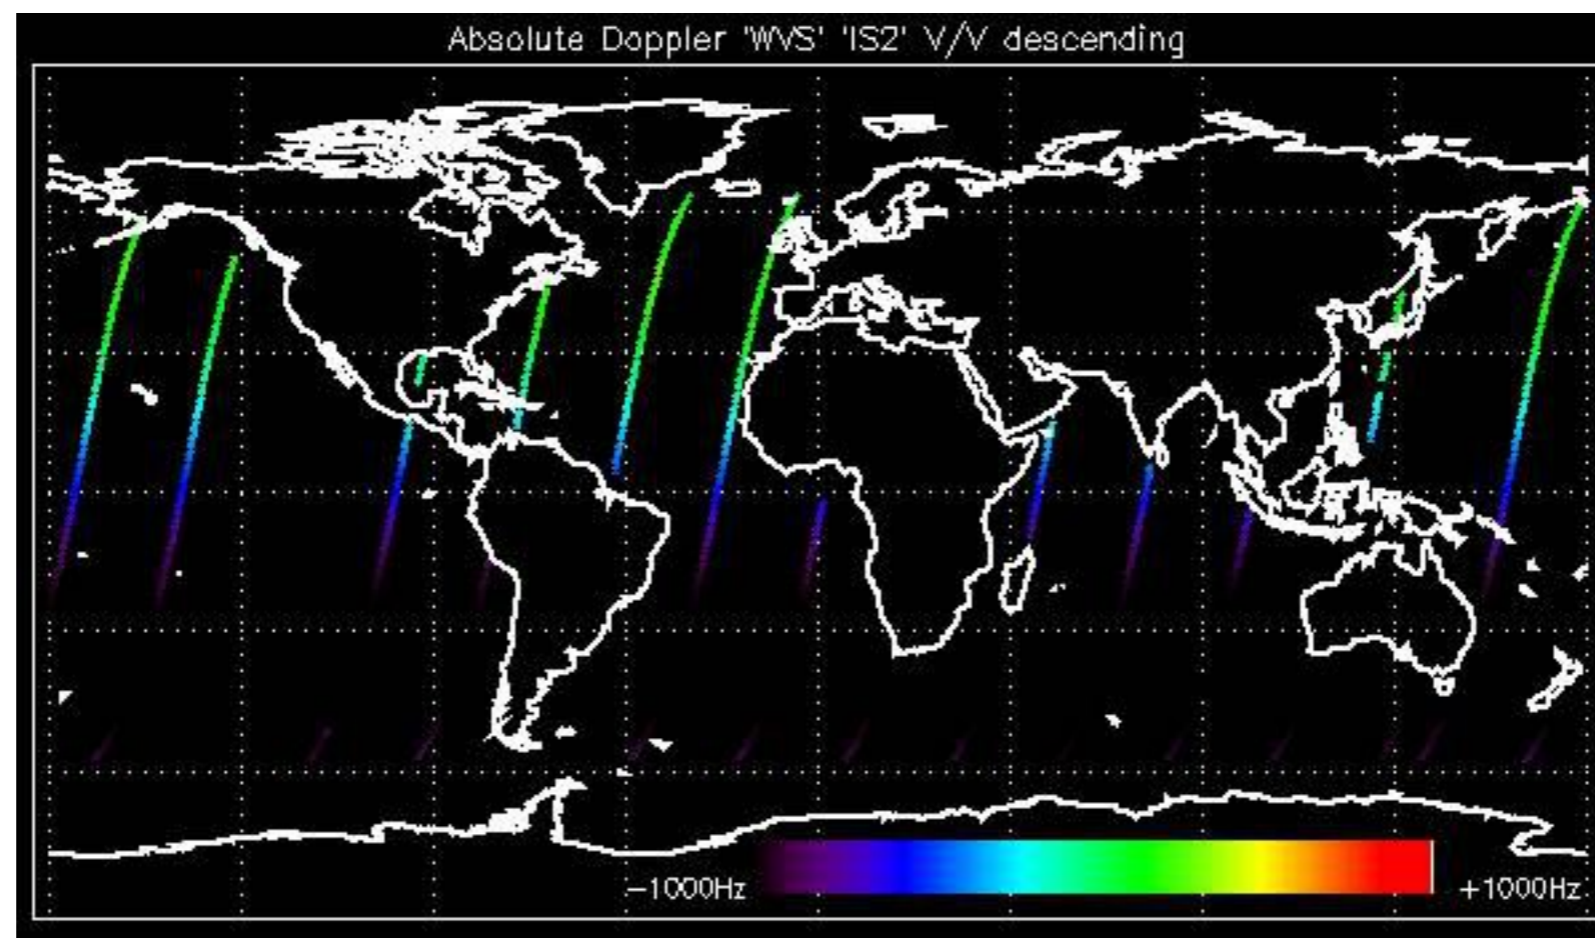 Absolute Doppler 'WVS' 'IS2' V/V descending
−1000Hz
+1000Hz